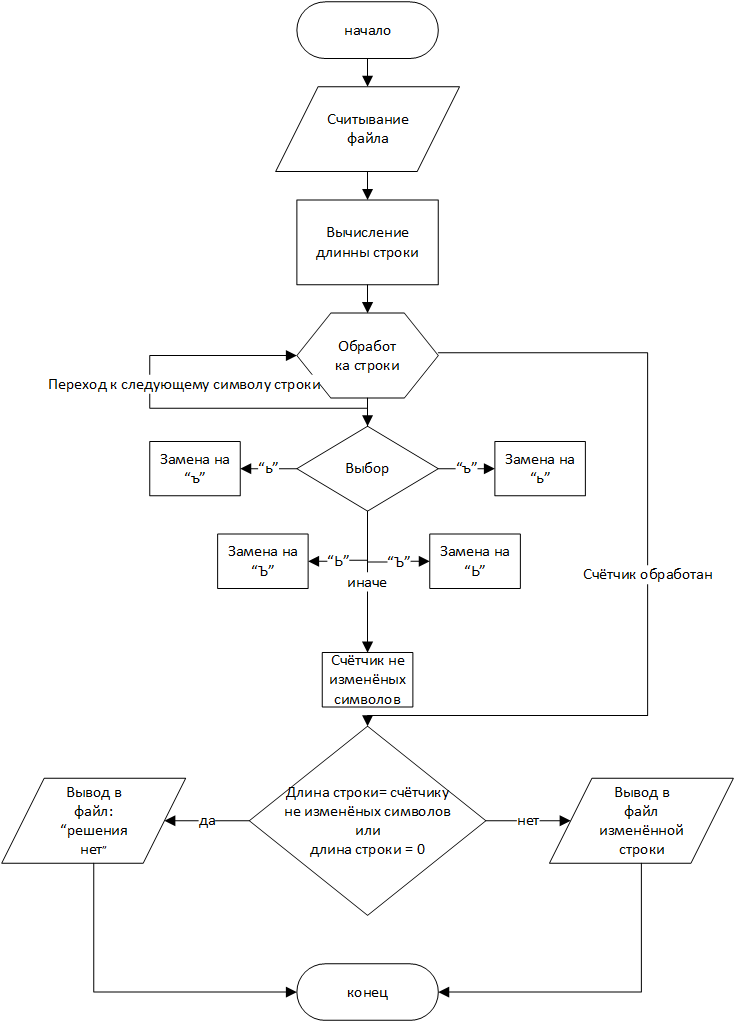 начало
Считывание
файла
Вычисление
длинны строки
Обработ
ка строки
Переход к следующему символу строки
Выбор
“ь”
Замена на
“ъ”
“ъ”
Замена на
“ь”
“Ь”
Замена на
“Ъ”
“Ъ”
Замена на
“Ь”
иначе
Счётчик обработан
Счётчик не
изменёных
символов
Длина строки= счётчику
не изменёных символов
или
длина строки = 0
да
нет
Вывод в
файл:
“решения
нет”
Вывод в
файл
изменённой
строки
конец